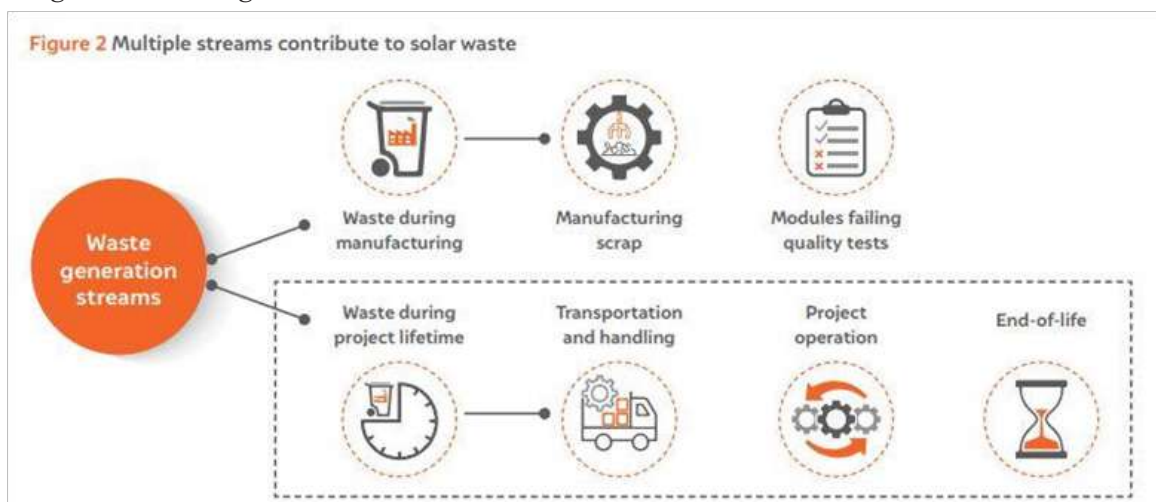 Figure 2 Multiple streams contribute to solar waste
Waste
generation
streams
Waste during
manufacturing
Manufacturing
scrap
Modules failing
quality tests
Waste during
project lifetime
Transportation
and handling
Project
operation
End-of-life